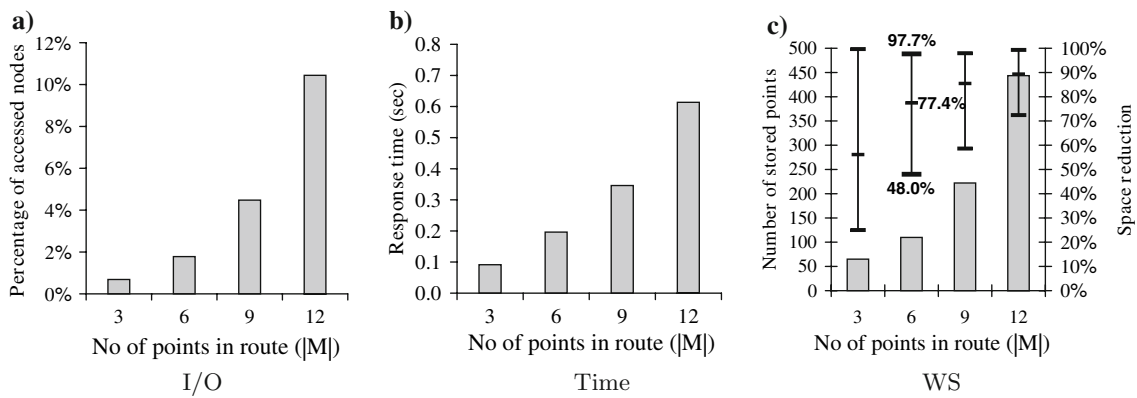 a)
Percentage of accessed nodes
12%
10%
8%
6%
4%
2%
0%
3 6 9 12
No of points in route (|M|)
I/O
b)
Response time (sec)
0.8
0.7
0.6
0.5
0.4
0.3
0.2
0.1
0.0
3 6 9 12
No of points in route (|M|)
Time
c)
Number of stored points
500
450
400
350
300
250
200
150
100
50
0
97.7%
77.4%
48.0%
100%
90%
80%
70%
60%
50%
40%
30%
20%
10%
0%
Space reduction
3 6 9 12
No of points in route (|M|)
WS